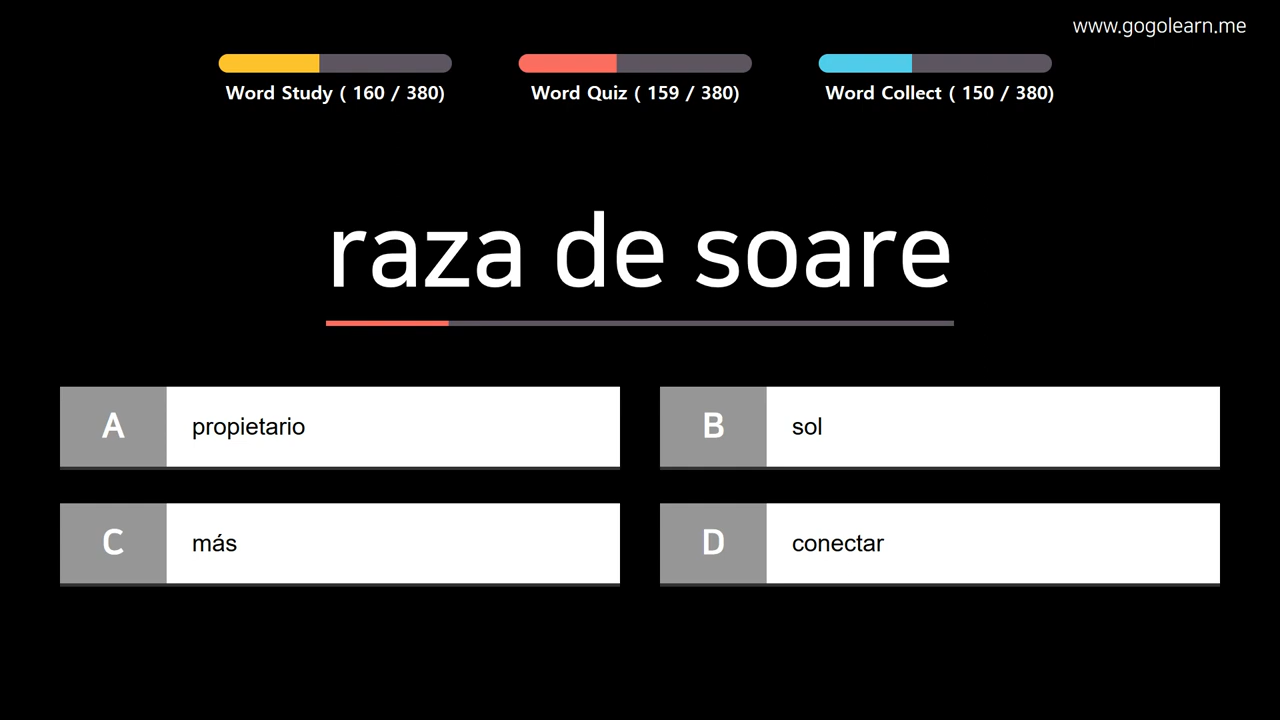 www.gogolearn.me
Word Study ( 160 / 380)
Word Quiz ( 159 / 380)
Word Collect ( 150 / 380)
raza de soare
A propietario
B sol
C más
D conectar